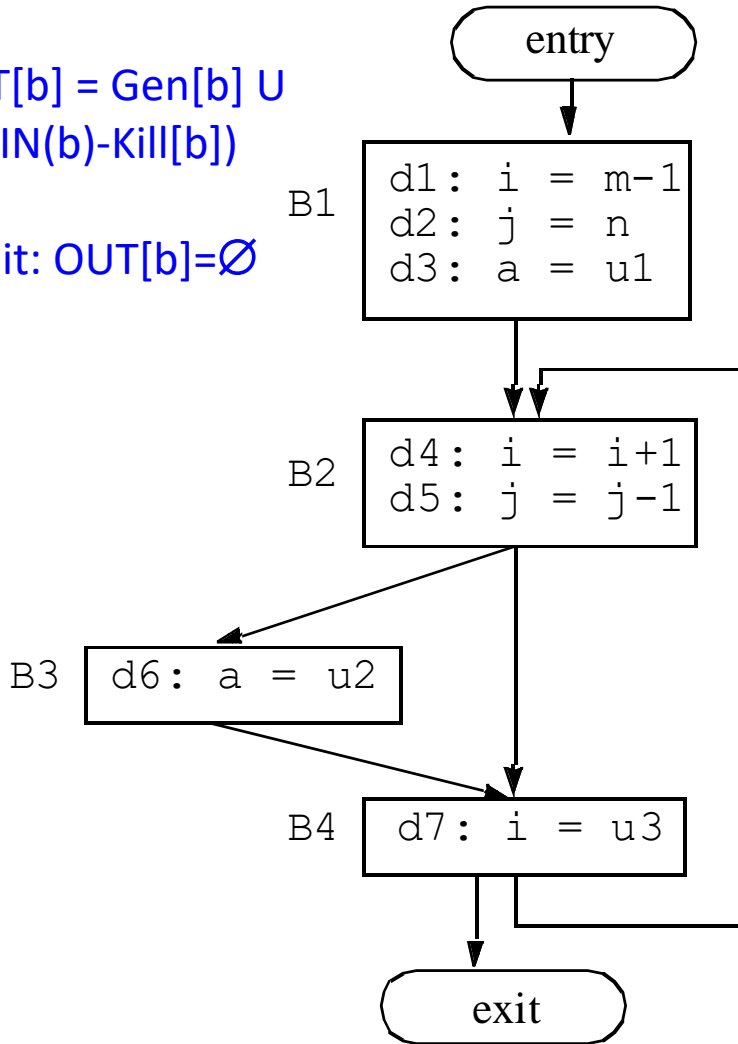 entry
T[b] = Gen[b] U
IN(b)-Kill[b])
it: OUT[b]=∅
B1
d1: i = m-1
d2: j = n
d3: a = u1
B2
d4: i = i+1
d5: j = j-1
B3
d6: a = u2
B4
d7: i = u3
exit